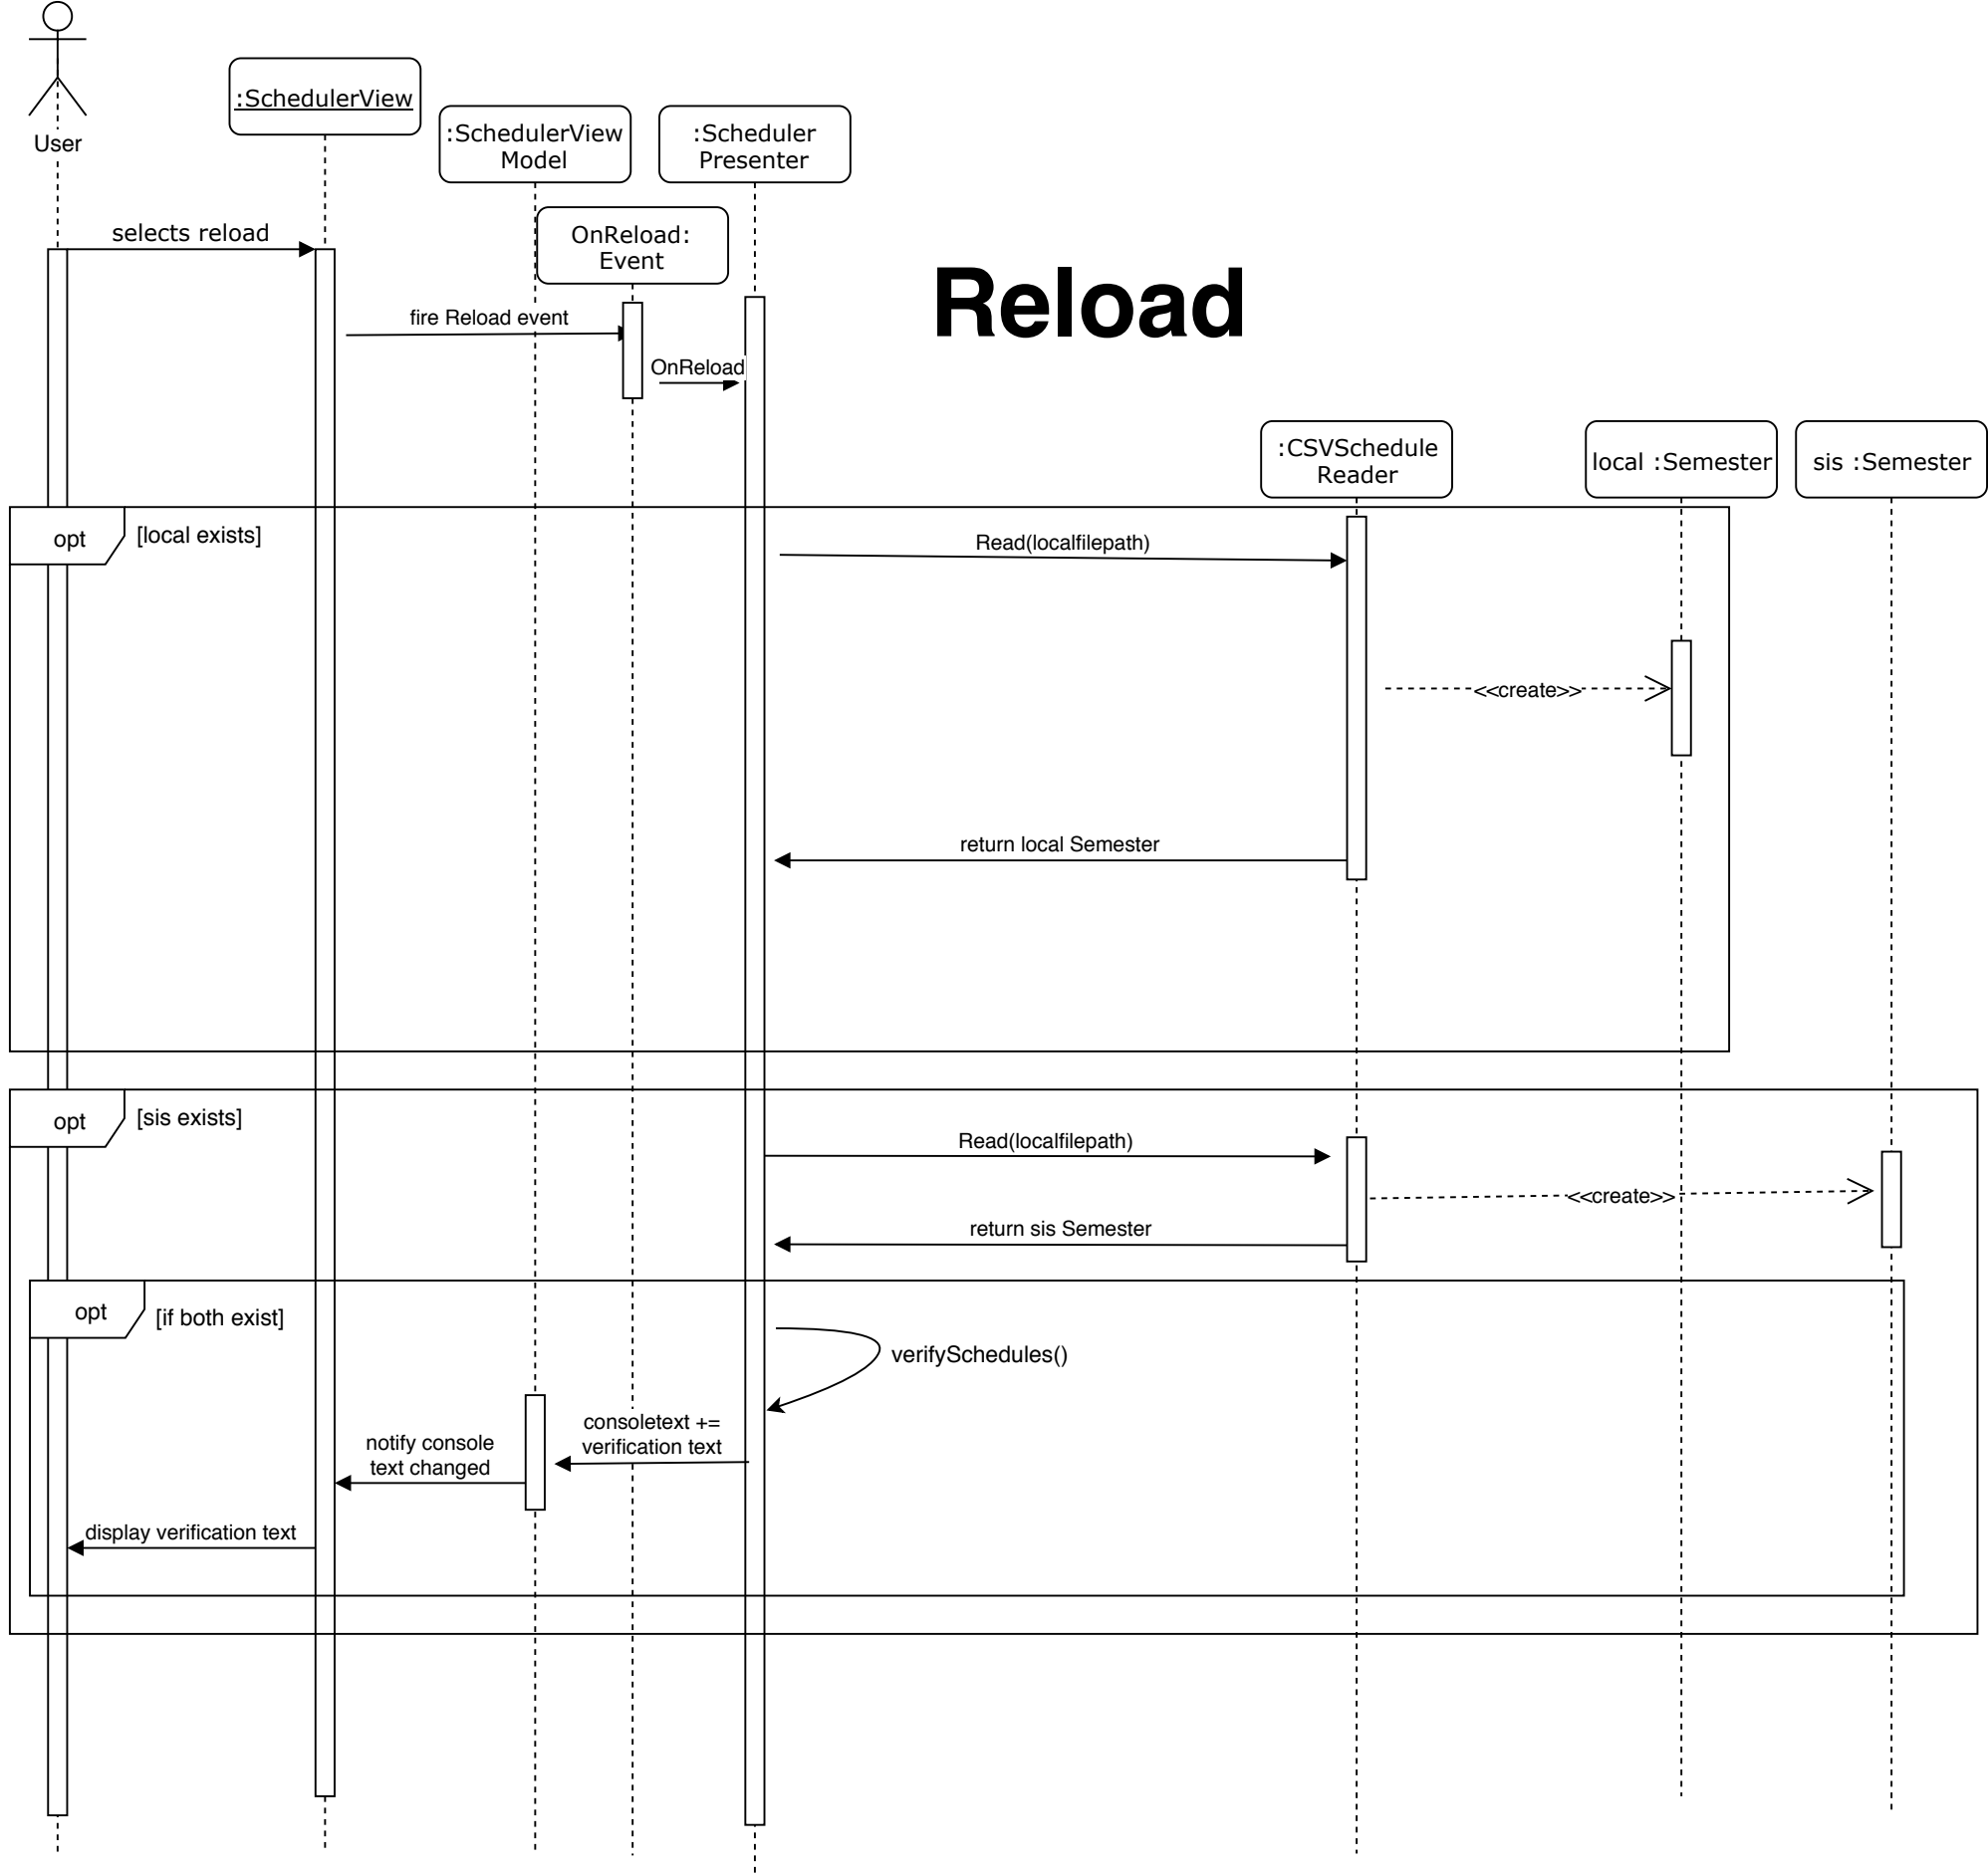 User
:SchedulerView
:SchedulerView
Model
:Scheduler
Presenter
selects reload
OnReload:
Event
Reload
fire Reload event
OnReload
:CSVSchedule
Reader
local :Semester
sis :Semester
opt
[local exists]
Read(localfilepath)
<<create>>
return local Semester
opt
[sis exists]
Read(localfilepath)
<<create>>
return sis Semester
opt
[if both exist]
verifySchedules()
consoletext +=
verification text
notify console
text changed
display verification text